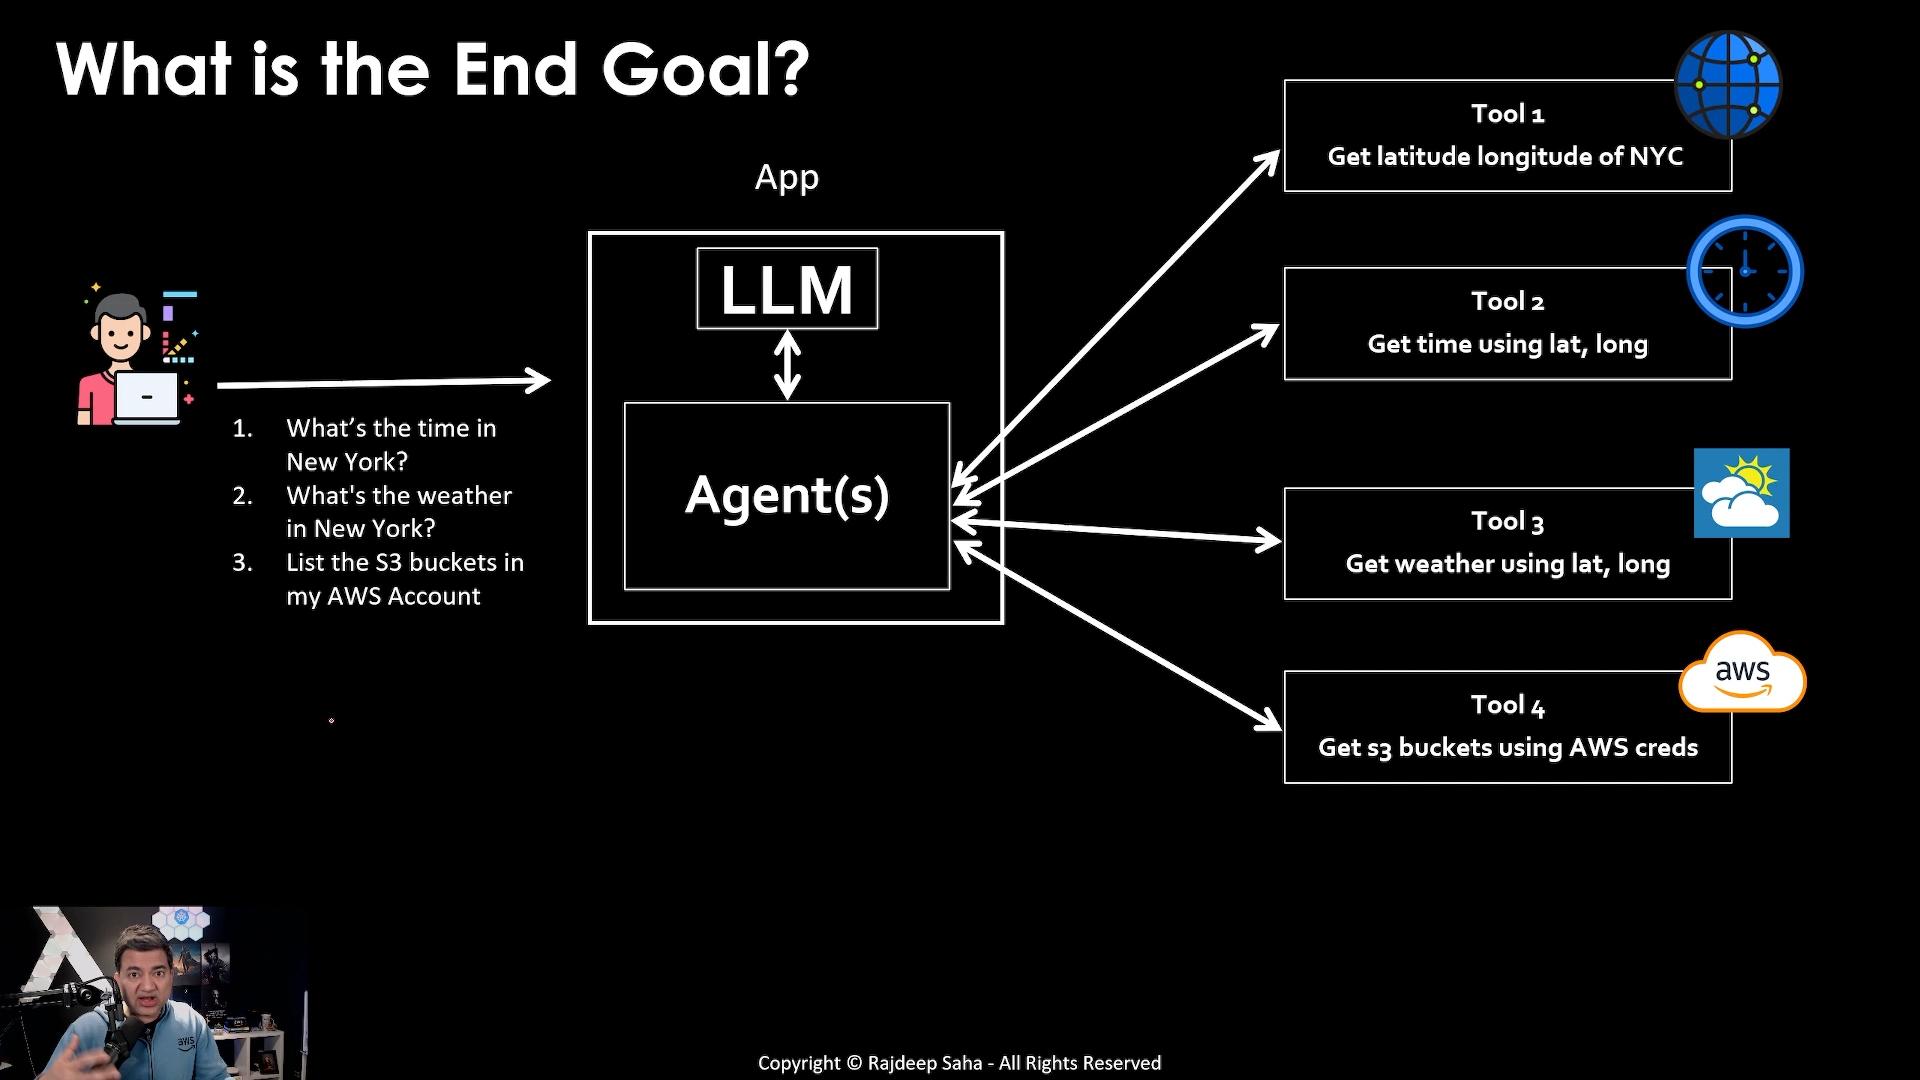 What is the End Goal?
App
LLM
Agent(s)
1. What’s the time in
New York?
2. What's the weather
in New York?
3. List the S3 buckets in
my AWS Account
Tool 1
Get latitude longitude of NYC
Tool 2
Get time using lat, long
Tool 3
Get weather using lat, long
Tool 4
Get s3 buckets using AWS creds
aws
aws
Copyright © Rajdeep Saha - All Rights Reserved